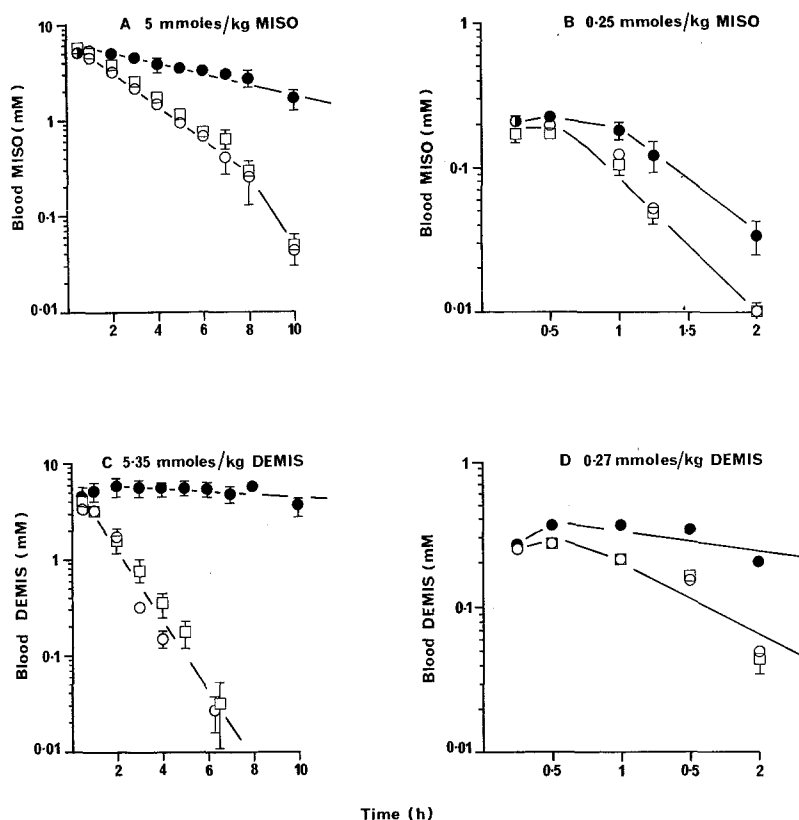 A 5 mmoles/kg MISO
10
1·0
0·1
0·01
Blood MISO (mM)
2 4 6 8 10
B 0·25 mmoles/kg MISO
1
0·1
0·01
Blood MISO (mM)
0·5 1 1·5 2
C 5·35 mmoles/kg DEMIS
10
1
0·1
0·01
Blood DEMIS (mM)
2 4 6 8 10
D 0·27 mmoles/kg DEMIS
1
0·1
0·01
Blood DEMIS (mM
0·5 1 0·5 2
Time (h)